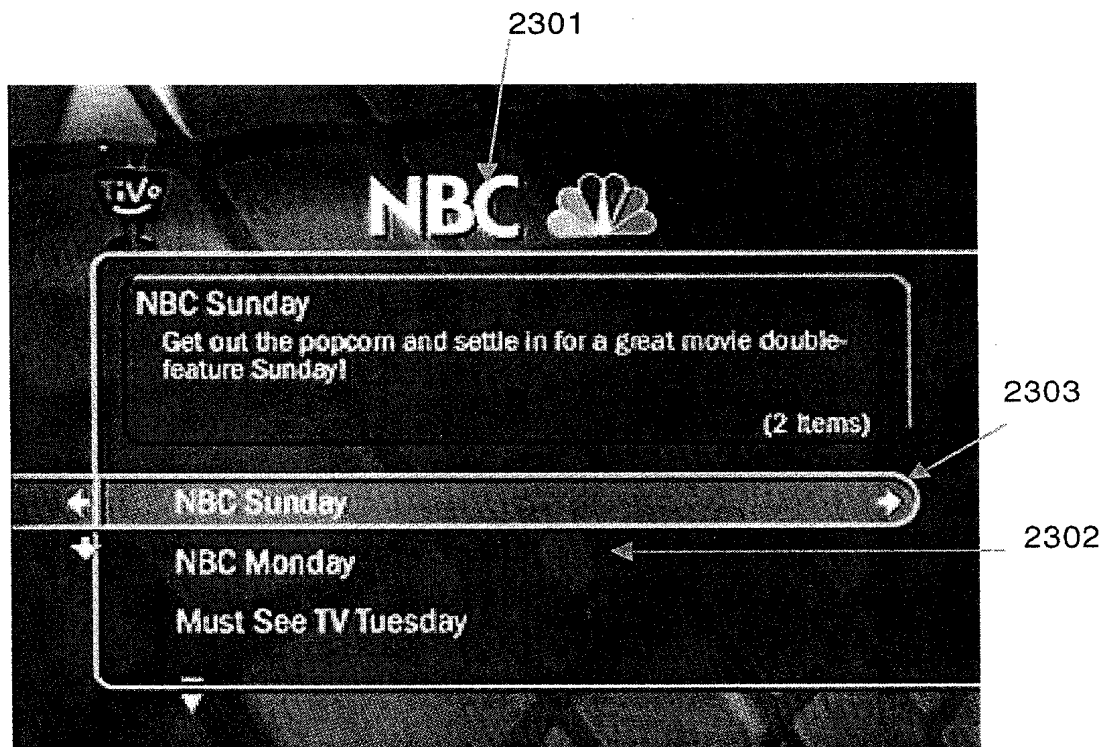 2301
TiVo
NBC
NBC Sunday
Get out the popcorn and settle in for a great movie double-
feature Sunday!
(2 Items)
2303
NBC Sunday
2302
NBC Monday
Must See TV Tuesday